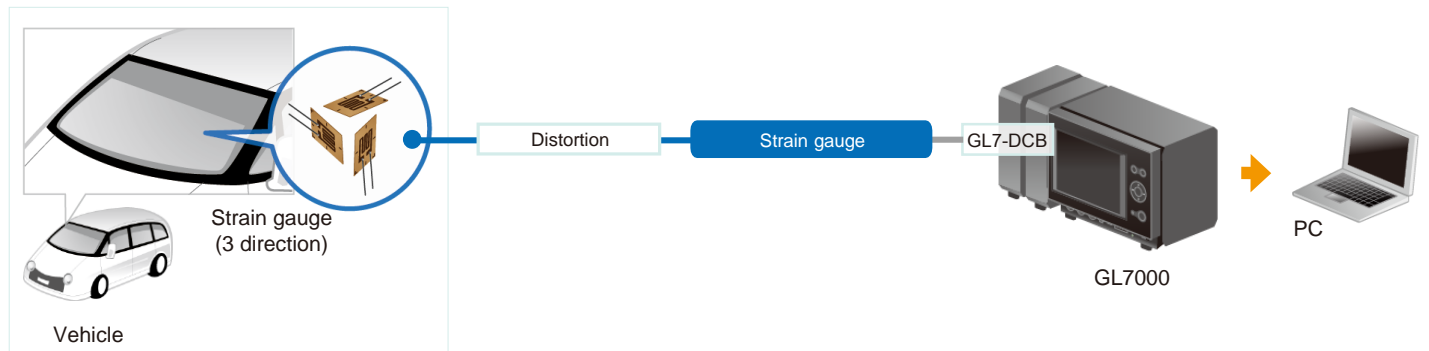 Distortion
Strain gauge
GL7-DCB
Strain gauge
(3 direction)
PC
GL7000
Vehicle